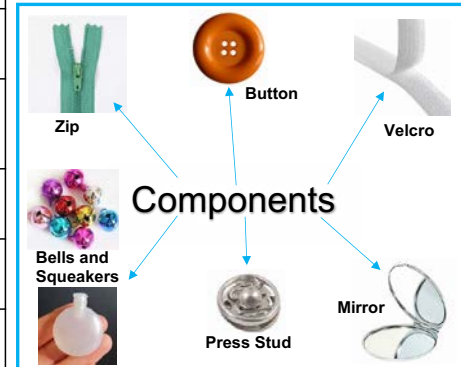 Button
Zip
Velcro
Components
Bells and
Squeakers
Mirror
Press Stud